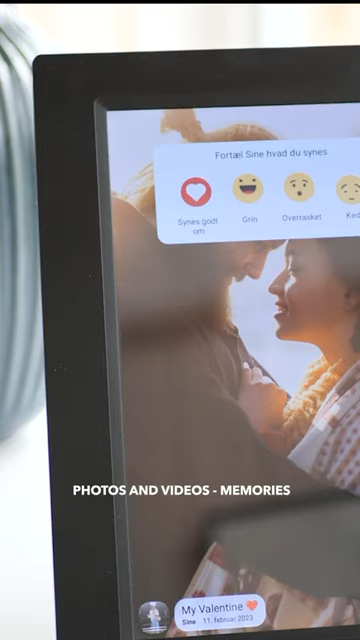 Fortæl Sine hvad du synes
Synes godt om
Grin
Overrasket
Ked
PHOTOS AND VIDEOS - MEMORIES
My Valentine ❤️
Sine 11. februar 2023